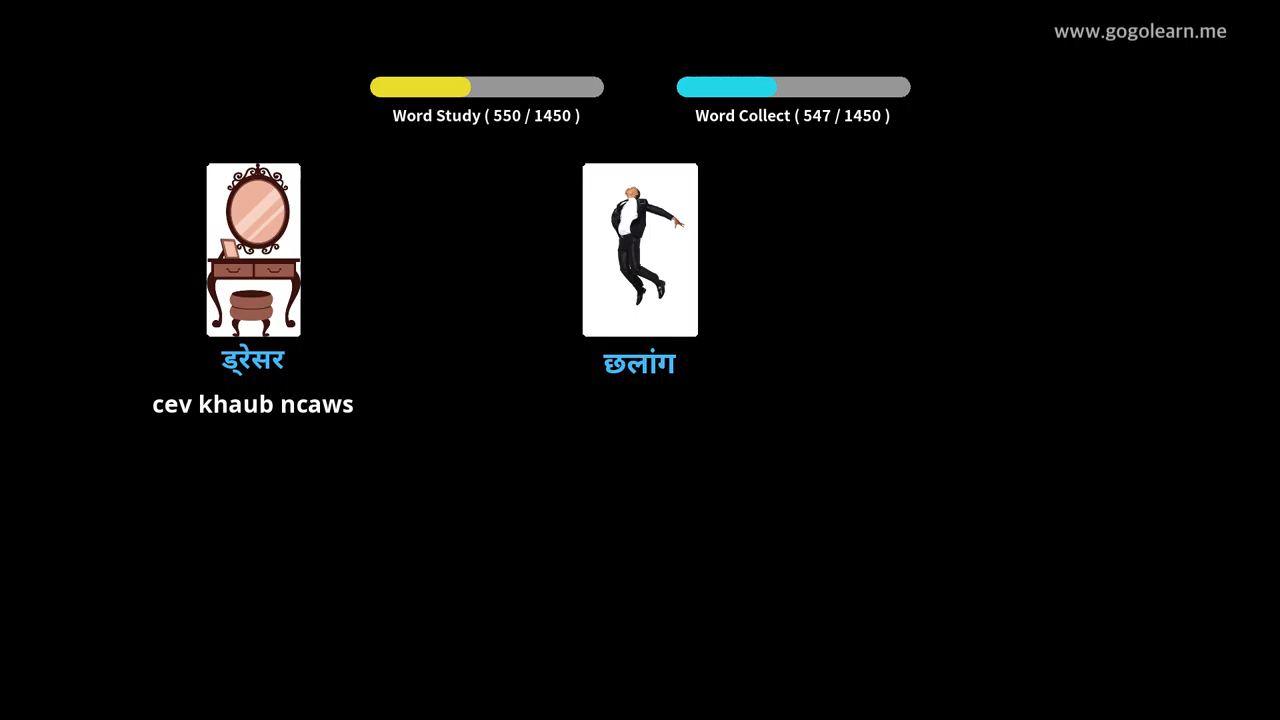 www.gogolearn.me
Word Study ( 550 / 1450 )
Word Collect ( 547 / 1450 )
ड्रेसर
छलांग
cev khaub ncaws